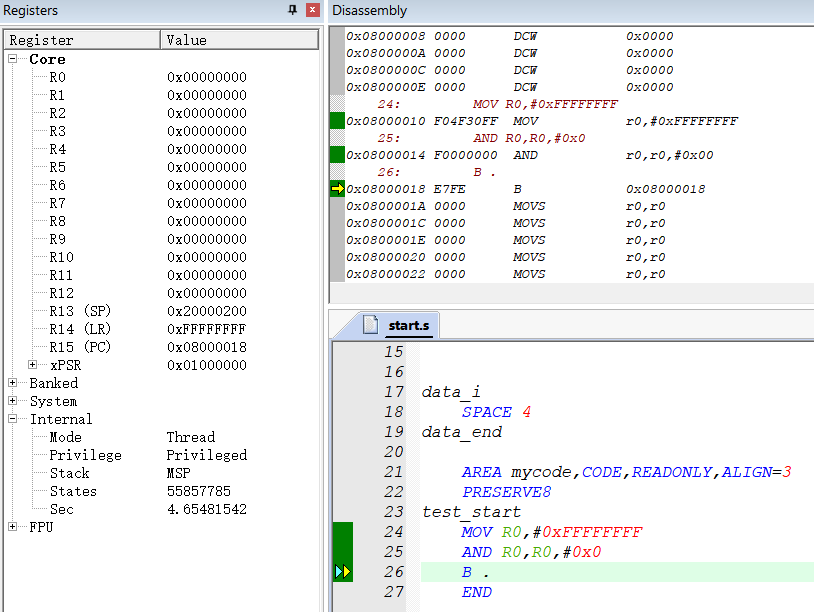 Registers
Register Value
Core
R0 0x00000000
R1 0x00000000
R2 0x00000000
R3 0x00000000
R4 0x00000000
R5 0x00000000
R6 0x00000000
R7 0x00000000
R8 0x00000000
R9 0x00000000
R10 0x00000000
R11 0x00000000
R12 0x00000000
R13 (SP) 0x20000200
R14 (LR) 0xFFFFFFFF
R15 (PC) 0x08000018
xPSR 0x01000000
Banked
System
Internal
Mode Thread
Privilege Privileged
Stack MSP
States 55857785
Sec 4.65481542
FPU
Disassembly
0x08000008 0000 DCW 0x0000
0x0800000A 0000 DCW 0x0000
0x0800000C 0000 DCW 0x0000
0x0800000E 0000 DCW 0x0000
24: MOV R0,#0xFFFFFFFF
0x08000010 F04F30FF MOV r0,#0xFFFFFFFF
25: AND R0,R0,#0x0
0x08000014 F0000000 AND r0,r0,#0x00
26: B .
0x08000018 E7FE B 0x08000018
0x0800001A 0000 MOVS r0,r0
0x0800001C 0000 MOVS r0,r0
0x0800001E 0000 MOVS r0,r0
0x08000020 0000 MOVS r0,r0
0x08000022 0000 MOVS r0,r0
start.s
15
16
17 data_i
18 SPACE 4
19 data_end
20
21 AREA mycode,CODE,READONLY,ALIGN=3
22 PRESERVE8
23 test_start
24 MOV R0,#0xFFFFFFFF
25 AND R0,R0,#0x0
26 B .
27 END